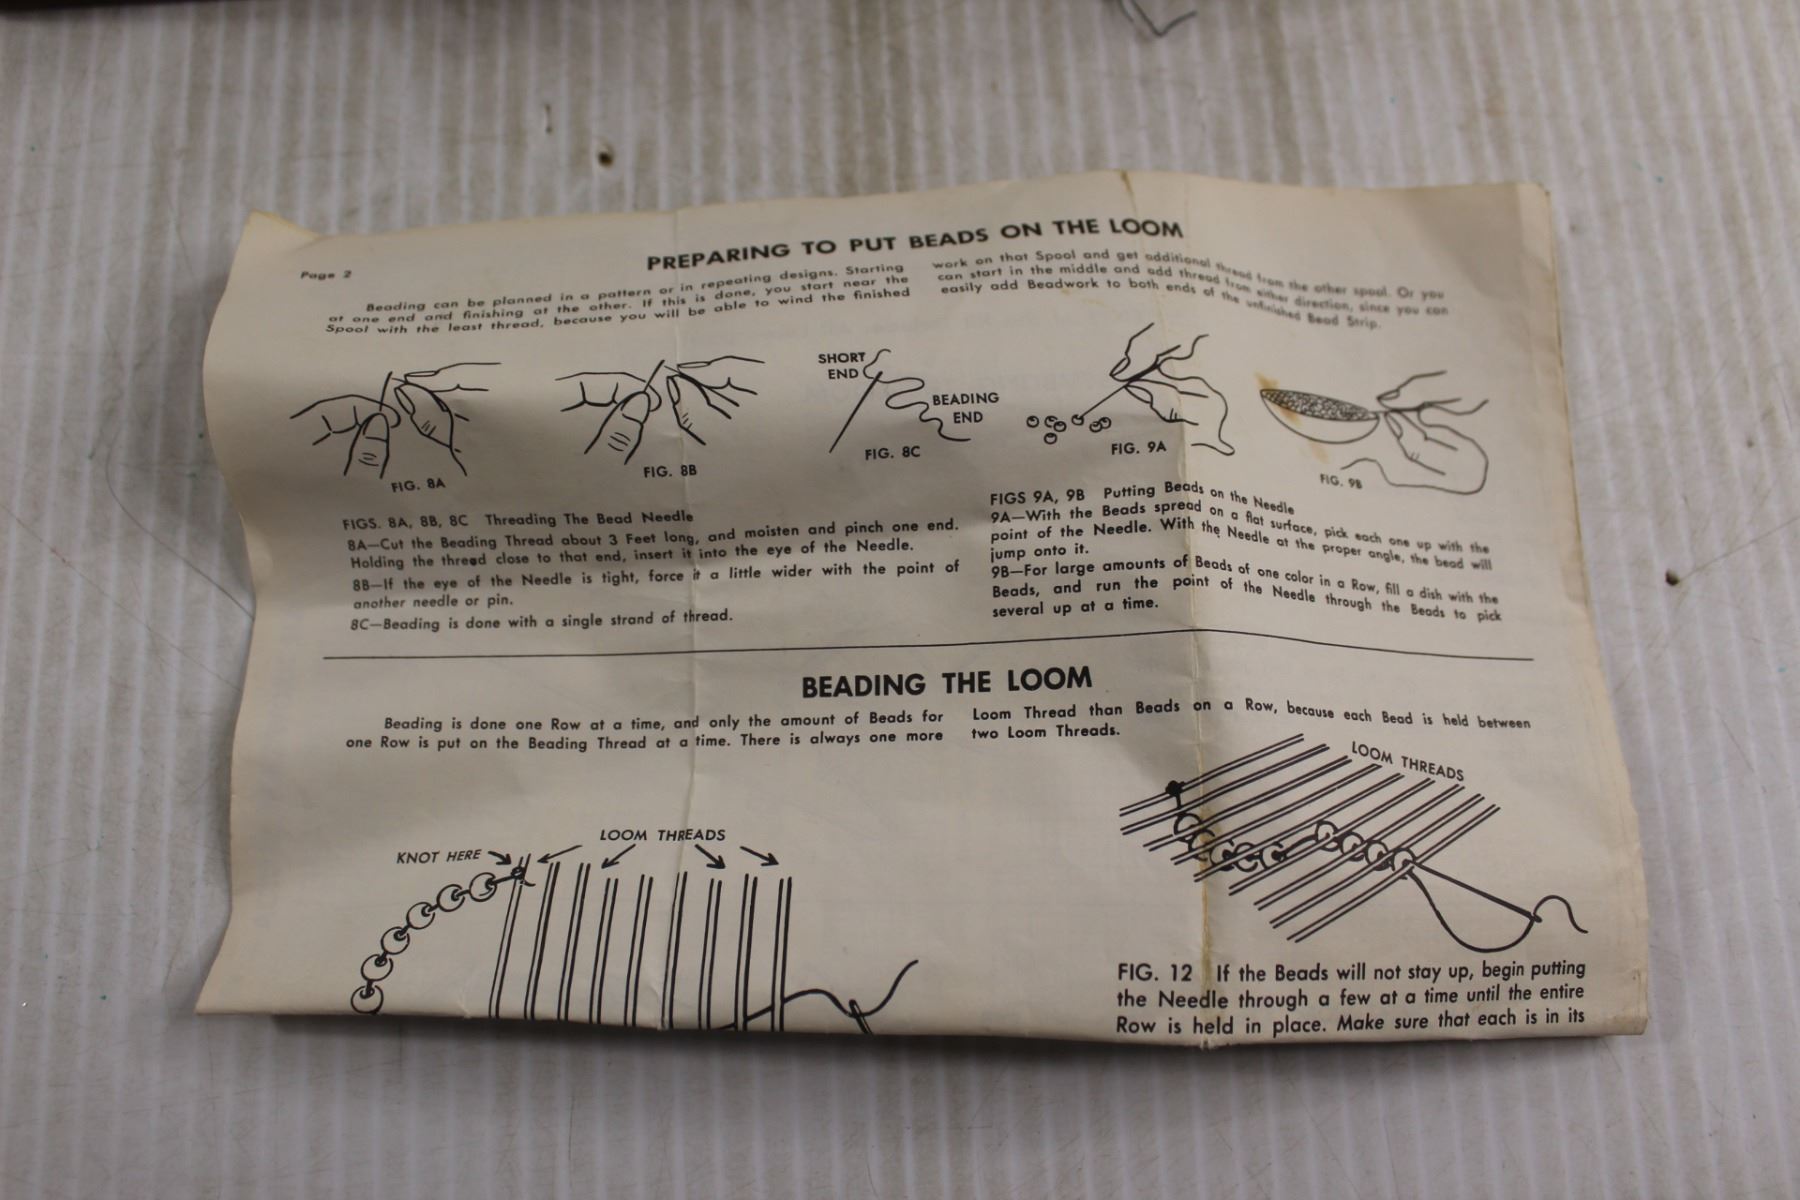 Page 2
PREPARING TO PUT BEADS ON THE LOOM
Beading can be planned in a pattern or in repeating designs. Starting
at one end and finishing at the other. If this is done, you start near the
Spool with the least thread, because you will be able to wind the finished
work on that Spool and get additional thread from the other spool. Or you
can start in the middle and add thread from either direction, since you can
easily add Beadwork to both ends of the unfinished Bead Strip.
FIG. 8A
FIG. 8B
SHORT
END
BEADING
END
FIG. 8C
FIG. 9A
FIG. 9B
FIGS. 8A, 8B, 8C Threading The Bead Needle
8A—Cut the Beading Thread about 3 Feet long, and moisten and pinch one end.
Holding the thread close to that end, insert it into the eye of the Needle.
8B—If the eye of the Needle is tight, force it a little wider with the point of
another needle or pin.
8C—Beading is done with a single strand of thread.
FIGS 9A, 9B Putting Beads on the Needle
9A—With the Beads spread on a flat surface, pick each one up with the
point of the Needle. With the Needle at the proper angle, the bead will
jump onto it.
9B—For large amounts of Beads of one color in a Row, fill a dish with the
Beads, and run the point of the Needle through the Beads to pick
several up at a time.
BEADING THE LOOM
Beading is done one Row at a time, and only the amount of Beads for
one Row is put on the Beading Thread at a time. There is always one more
Loom Thread than Beads on a Row, because each Bead is held between
two Loom Threads.
KNOT HERE
LOOM THREADS
LOOM THREADS
FIG. 12 If the Beads will not stay up, begin putting
the Needle through a few at a time until the entire
Row is held in place. Make sure that each is in its